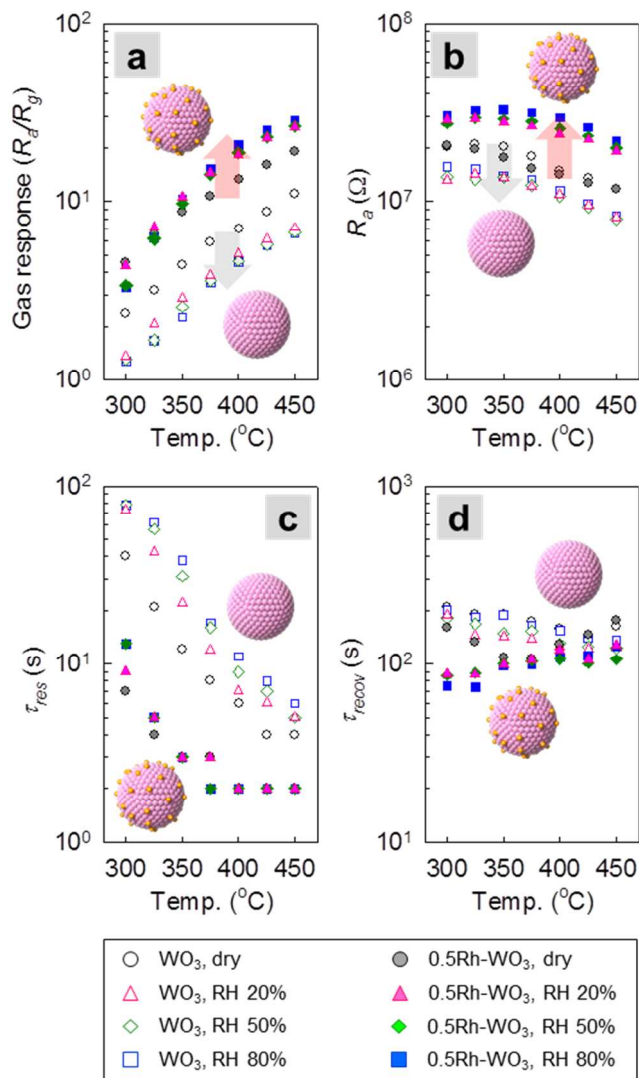 a
Gas response (Ra/Rg)
10²
10¹
10⁰
300 350 400 450
Temp. (°C)
b
Ra (Ω)
10⁸
10⁷
10⁶
300 350 400 450
Temp. (°C)
c
τres (s)
10²
10¹
10⁰
300 350 400 450
Temp. (°C)
d
τrecov (s)
10³
10²
10¹
300 350 400 450
Temp. (°C)
WO₃, dry
WO₃, RH 20%
WO₃, RH 50%
WO₃, RH 80%
0.5Rh-WO₃, dry
0.5Rh-WO₃, RH 20%
0.5Rh-WO₃, RH 50%
0.5Rh-WO₃, RH 80%